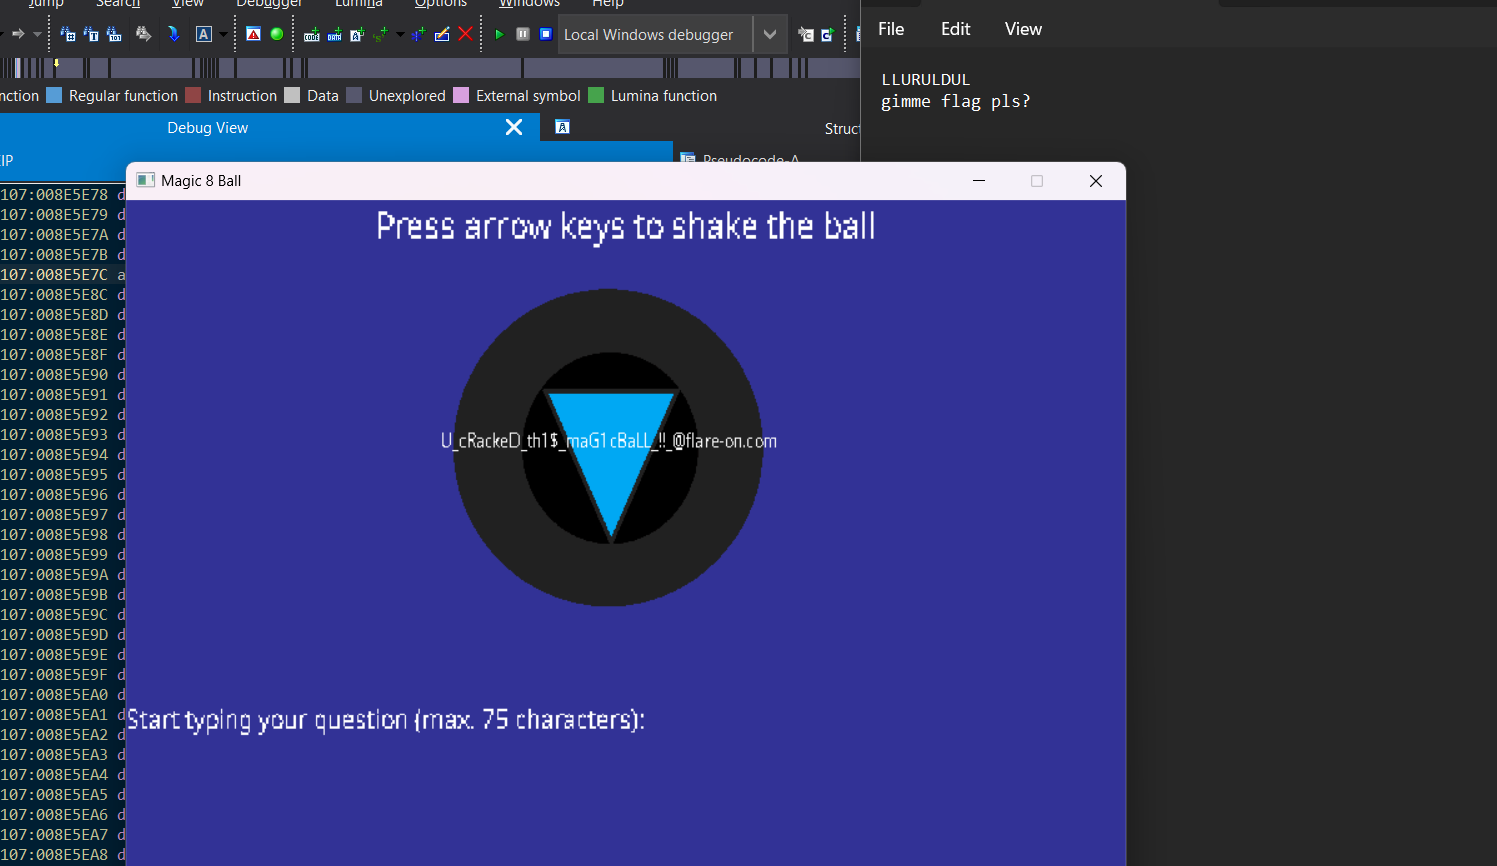 Jump Search View Debugger Lumina Options Windows Help
Local Windows debugger
File Edit View
nction Regular function Instruction Data Unexplored External symbol Lumina function
LLURULDUL
gimme flag pls?
Debug View
Struct
IP
Pseudocode-A
Magic 8 Ball
Press arrow keys to shake the ball
U_cRackeD_th1$_maG1cBaLL_!!_@flare-on.com
Start typing your question (max. 75 characters):
107:008E5E78 d
107:008E5E79 d
107:008E5E7A d
107:008E5E7B d
107:008E5E7C a
107:008E5E8C d
107:008E5E8D d
107:008E5E8E d
107:008E5E8F d
107:008E5E90 d
107:008E5E91 d
107:008E5E92 d
107:008E5E93 d
107:008E5E94 d
107:008E5E95 d
107:008E5E96 d
107:008E5E97 d
107:008E5E98 d
107:008E5E99 d
107:008E5E9A d
107:008E5E9B d
107:008E5E9C d
107:008E5E9D d
107:008E5E9E d
107:008E5E9F d
107:008E5EA0 d
107:008E5EA1 d
107:008E5EA2 d
107:008E5EA3 d
107:008E5EA4 d
107:008E5EA5 d
107:008E5EA6 d
107:008E5EA7 d
107:008E5EA8 d